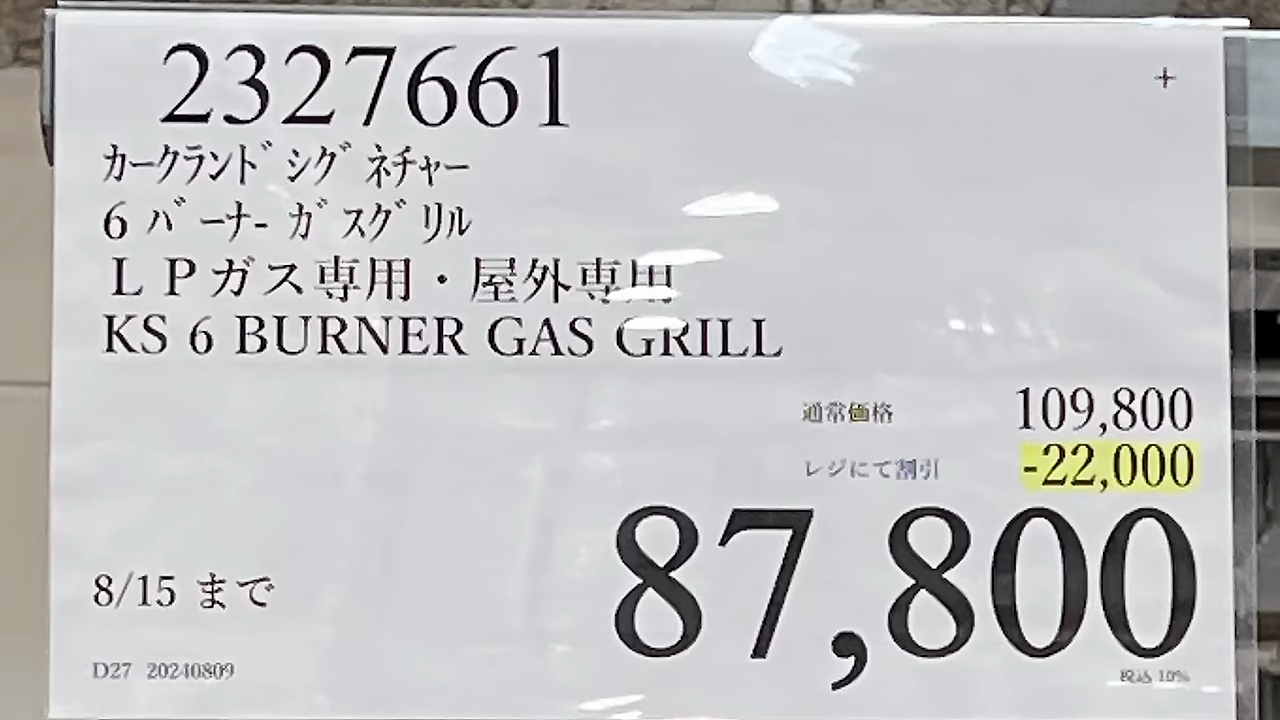 2327661
カークランドﾞ シグﾞ ネチャー
6 バﾞ ーナ- ガﾞ スグﾞ リル
ＬＰガス専用・屋外専用
KS 6 BURNER GAS GRILL
通常価格 109,800
レジにて割引 -22,000
87,800
8/15 まで
D27 20240809
税込 10%